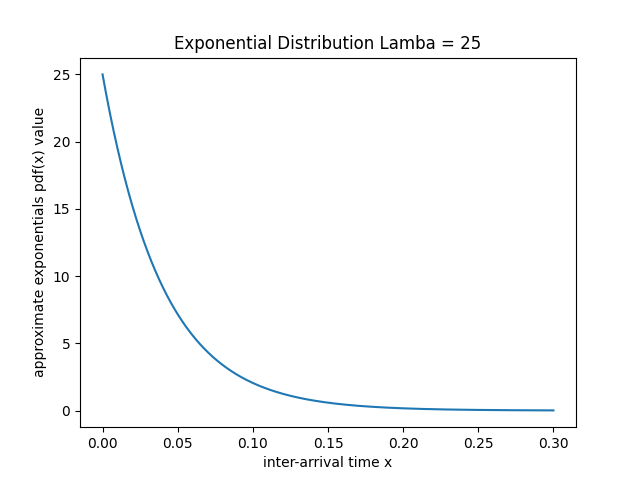 Exponential Distribution Lamba = 25
approximate exponentials pdf(x) value
25
20
15
10
5
0
0.00 0.05 0.10 0.15 0.20 0.25 0.30
inter-arrival time x